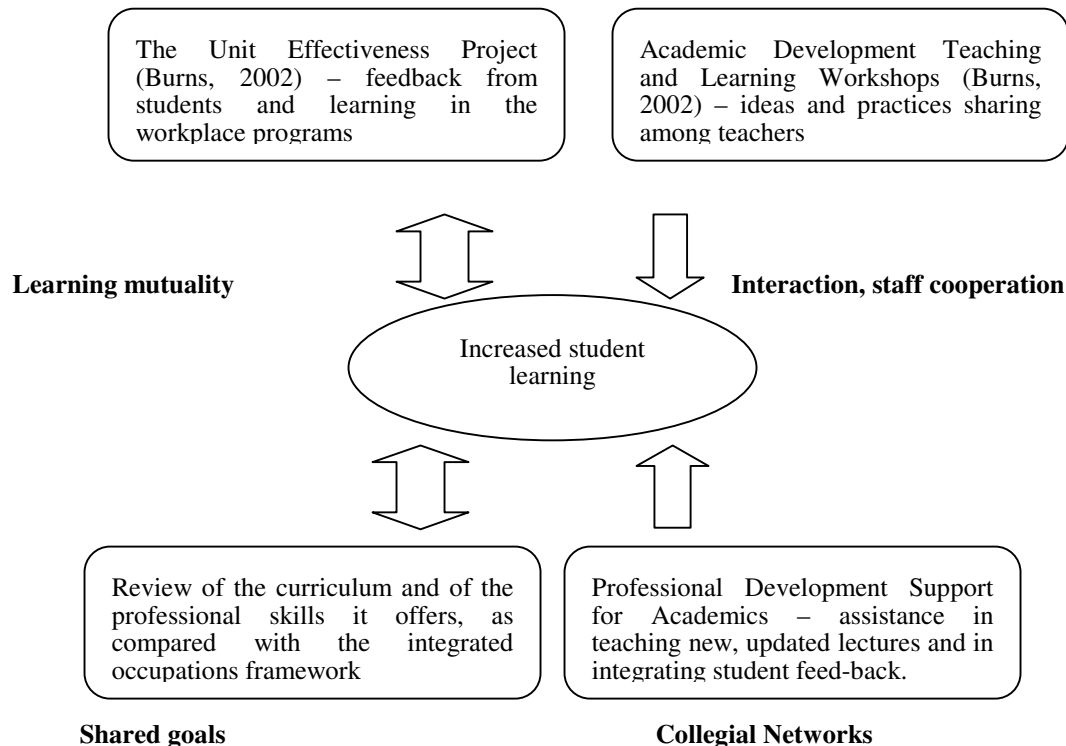 The Unit Effectiveness Project
(Burns, 2002) – feedback from
students and learning in the
workplace programs
Academic Development Teaching
and Learning Workshops (Burns,
2002) – ideas and practices sharing
among teachers
Learning mutuality
Interaction, staff cooperation
Increased student
learning
Review of the curriculum and of the
professional skills it offers, as
compared with the integrated
occupations framework
Professional Development Support
for Academics – assistance in
teaching new, updated lectures and in
integrating student feed-back.
Shared goals
Collegial Networks